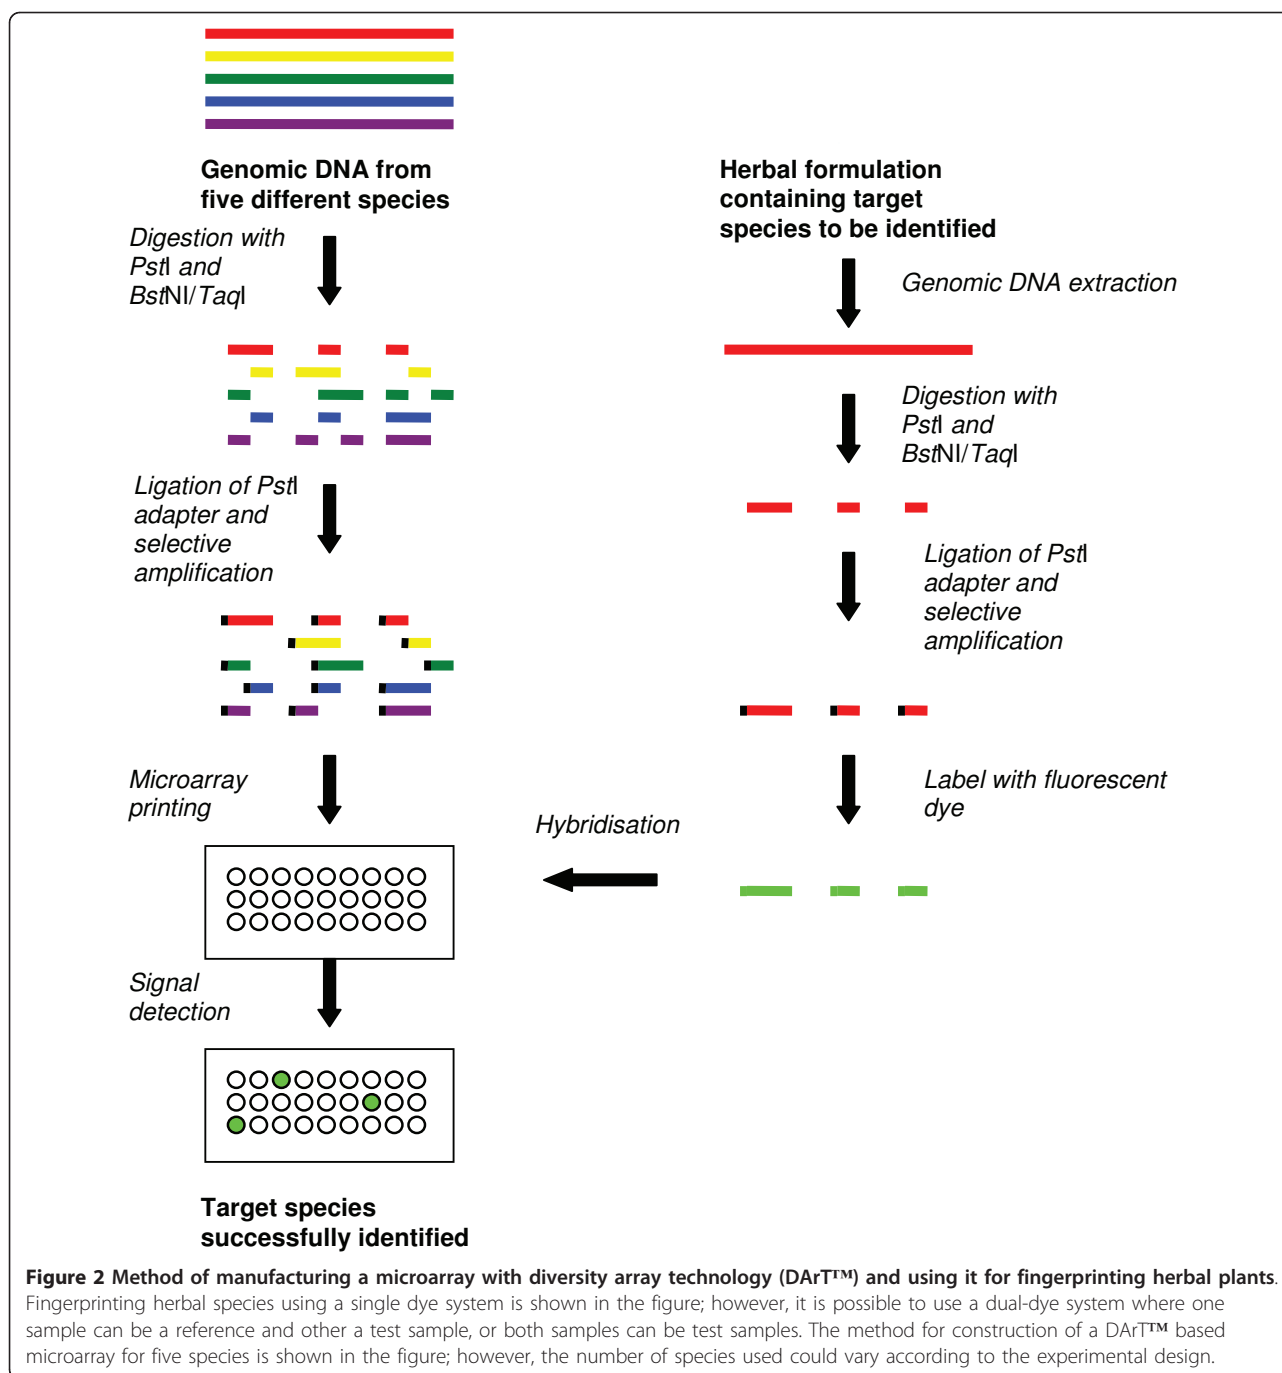 Genomic DNA from
five different species
Digestion with
PstI and
BstNI/TaqI
Ligation of PstI
adapter and
selective
amplification
Microarray
printing
Signal
detection
Target species
successfully identified
Herbal formulation
containing target
species to be identified
Genomic DNA extraction
Digestion with
PstI and
BstNI/TaqI
Ligation of PstI
adapter and
selective
amplification
Label with fluorescent
dye
Hybridisation
Figure 2 Method of manufacturing a microarray with diversity array technology (DArT™) and using it for fingerprinting herbal plants.
Fingerprinting herbal species using a single dye system is shown in the figure; however, it is possible to use a dual-dye system where one
sample can be a reference and other a test sample, or both samples can be test samples. The method for construction of a DArT™ based
microarray for five species is shown in the figure; however, the number of species used could vary according to the experimental design.